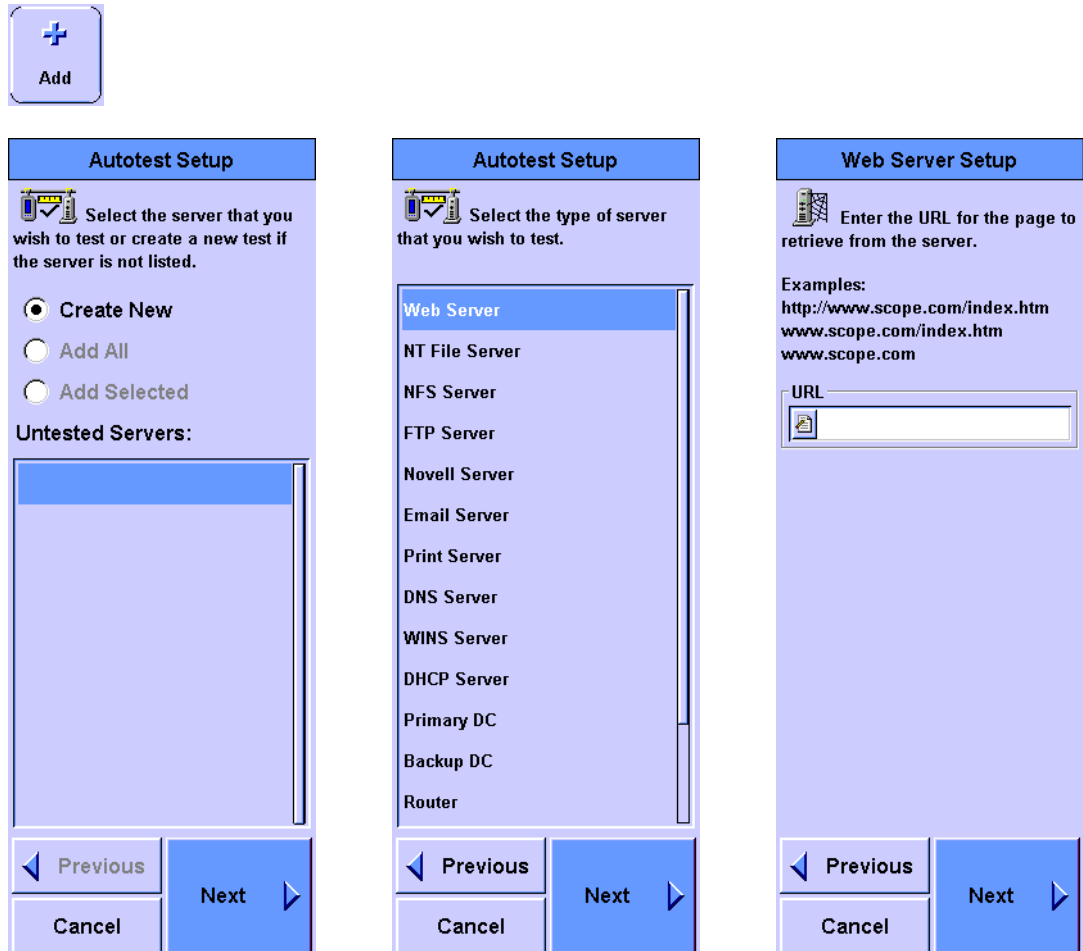 Add
Autotest Setup
Select the server that you
wish to test or create a new test if
the server is not listed.
Create New
Add All
Add Selected
Untested Servers:
Previous
Next
Cancel
Autotest Setup
Select the type of server
that you wish to test.
Web Server
NT File Server
NFS Server
FTP Server
Novell Server
Email Server
Print Server
DNS Server
WINS Server
DHCP Server
Primary DC
Backup DC
Router
Previous
Next
Cancel
Web Server Setup
Enter the URL for the page to
retrieve from the server.
Examples:
http://www.scope.com/index.htm
www.scope.com/index.htm
www.scope.com
URL
Previous
Next
Cancel